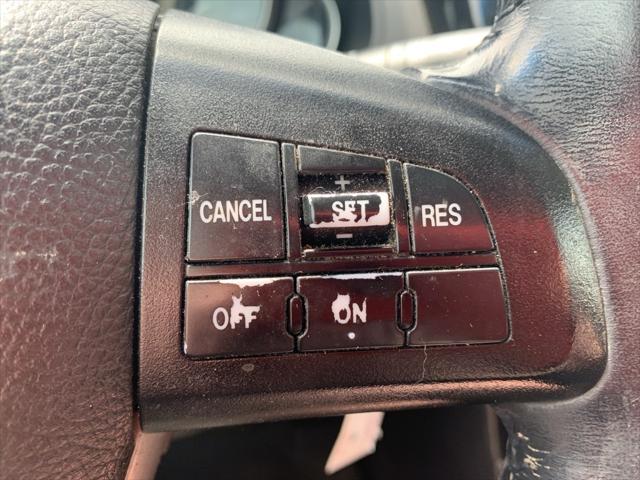 +
CANCEL SET RES
−
OFF ON